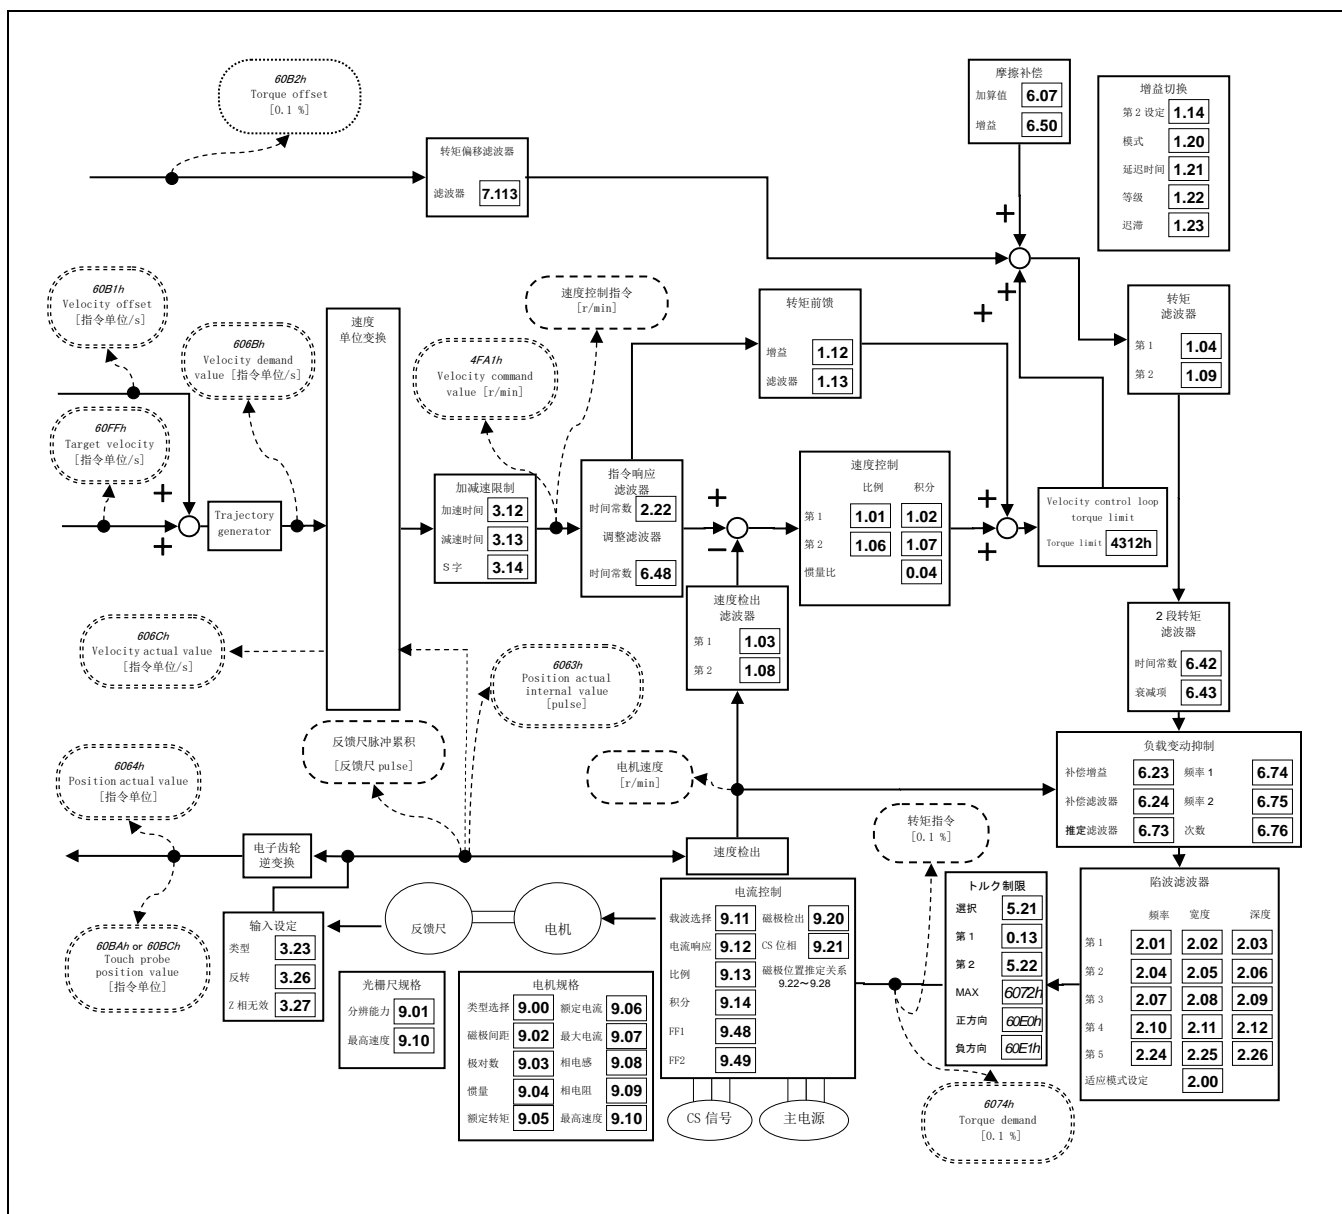 60B2h
Torque offset
[0.1 %]
摩擦补偿
加算值 6.07
增益 6.50
增益切换
第 2 设定 1.14
模式 1.20
延迟时间 1.21
等级 1.22
迟滞 1.23
转矩偏移滤波器
滤波器 7.113
+
+
+
60B1h
Velocity offset
[指令单位/s]
606Bh
Velocity demand
value [指令单位/s]
速度
单位变换
速度控制指令
[r/min]
4FA1h
Velocity command
value [r/min]
转矩前馈
增益 1.12
滤波器 1.13
转矩
滤波器
第 1 1.04
第 2 1.09
60FFh
Target velocity
[指令单位/s]
+
+
Trajectory
generator
加减速限制
加速时间 3.12
減速时间 3.13
S 字 3.14
指令响应
滤波器
时间常数 2.22
调整滤波器
时间常数 6.48
+
−
速度控制
比例 积分
第 1 1.01 1.02
第 2 1.06 1.07
惯量比 0.04
+
+
Velocity control loop
torque limit
Torque limit 4312h
速度检出
滤波器
第 1 1.03
第 2 1.08
2 段转矩
滤波器
时间常数 6.42
衰减项 6.43
606Ch
Velocity actual value
[指令单位/s]
6063h
Position actual
internal value
[pulse]
反馈尺脉冲累积
[反馈尺 pulse]
电机速度
[r/min]
负载变动抑制
补偿增益 6.23 频率 1 6.74
补偿滤波器 6.24 频率 2 6.75
推定滤波器 6.73 次数 6.76
6064h
Position actual value
[指令单位]
转矩指令
[0.1 %]
电子齿轮
逆变换
速度检出
60BAh or 60BCh
Touch probe
position value
[指令单位]
输入设定
类型 3.23
反转 3.26
Z 相无效 3.27
反馈尺
电机
电流控制
载波选择 9.11 磁极检出 9.20
电流响应 9.12 CS 位相 9.21
比例 9.13 磁极位置推定关系
9.22～9.28
积分 9.14
FF1 9.48
FF2 9.49
トルク制限
選択 5.21
第 1 0.13
第 2 5.22
MAX 6072h
正方向 60E0h
負方向 60E1h
陷波滤波器
频率 宽度 深度
第 1 2.01 2.02 2.03
第 2 2.04 2.05 2.06
第 3 2.07 2.08 2.09
第 4 2.10 2.11 2.12
第 5 2.24 2.25 2.26
适应模式设定 2.00
光栅尺规格
分辨能力 9.01
最高速度 9.10
电机规格
类型选择 9.00 额定电流 9.06
磁极间距 9.02 最大电流 9.07
极对数 9.03 相电感 9.08
惯量 9.04 相电阻 9.09
额定转矩 9.05 最高速度 9.10
CS 信号
主电源
6074h
Torque demand
[0.1 %]